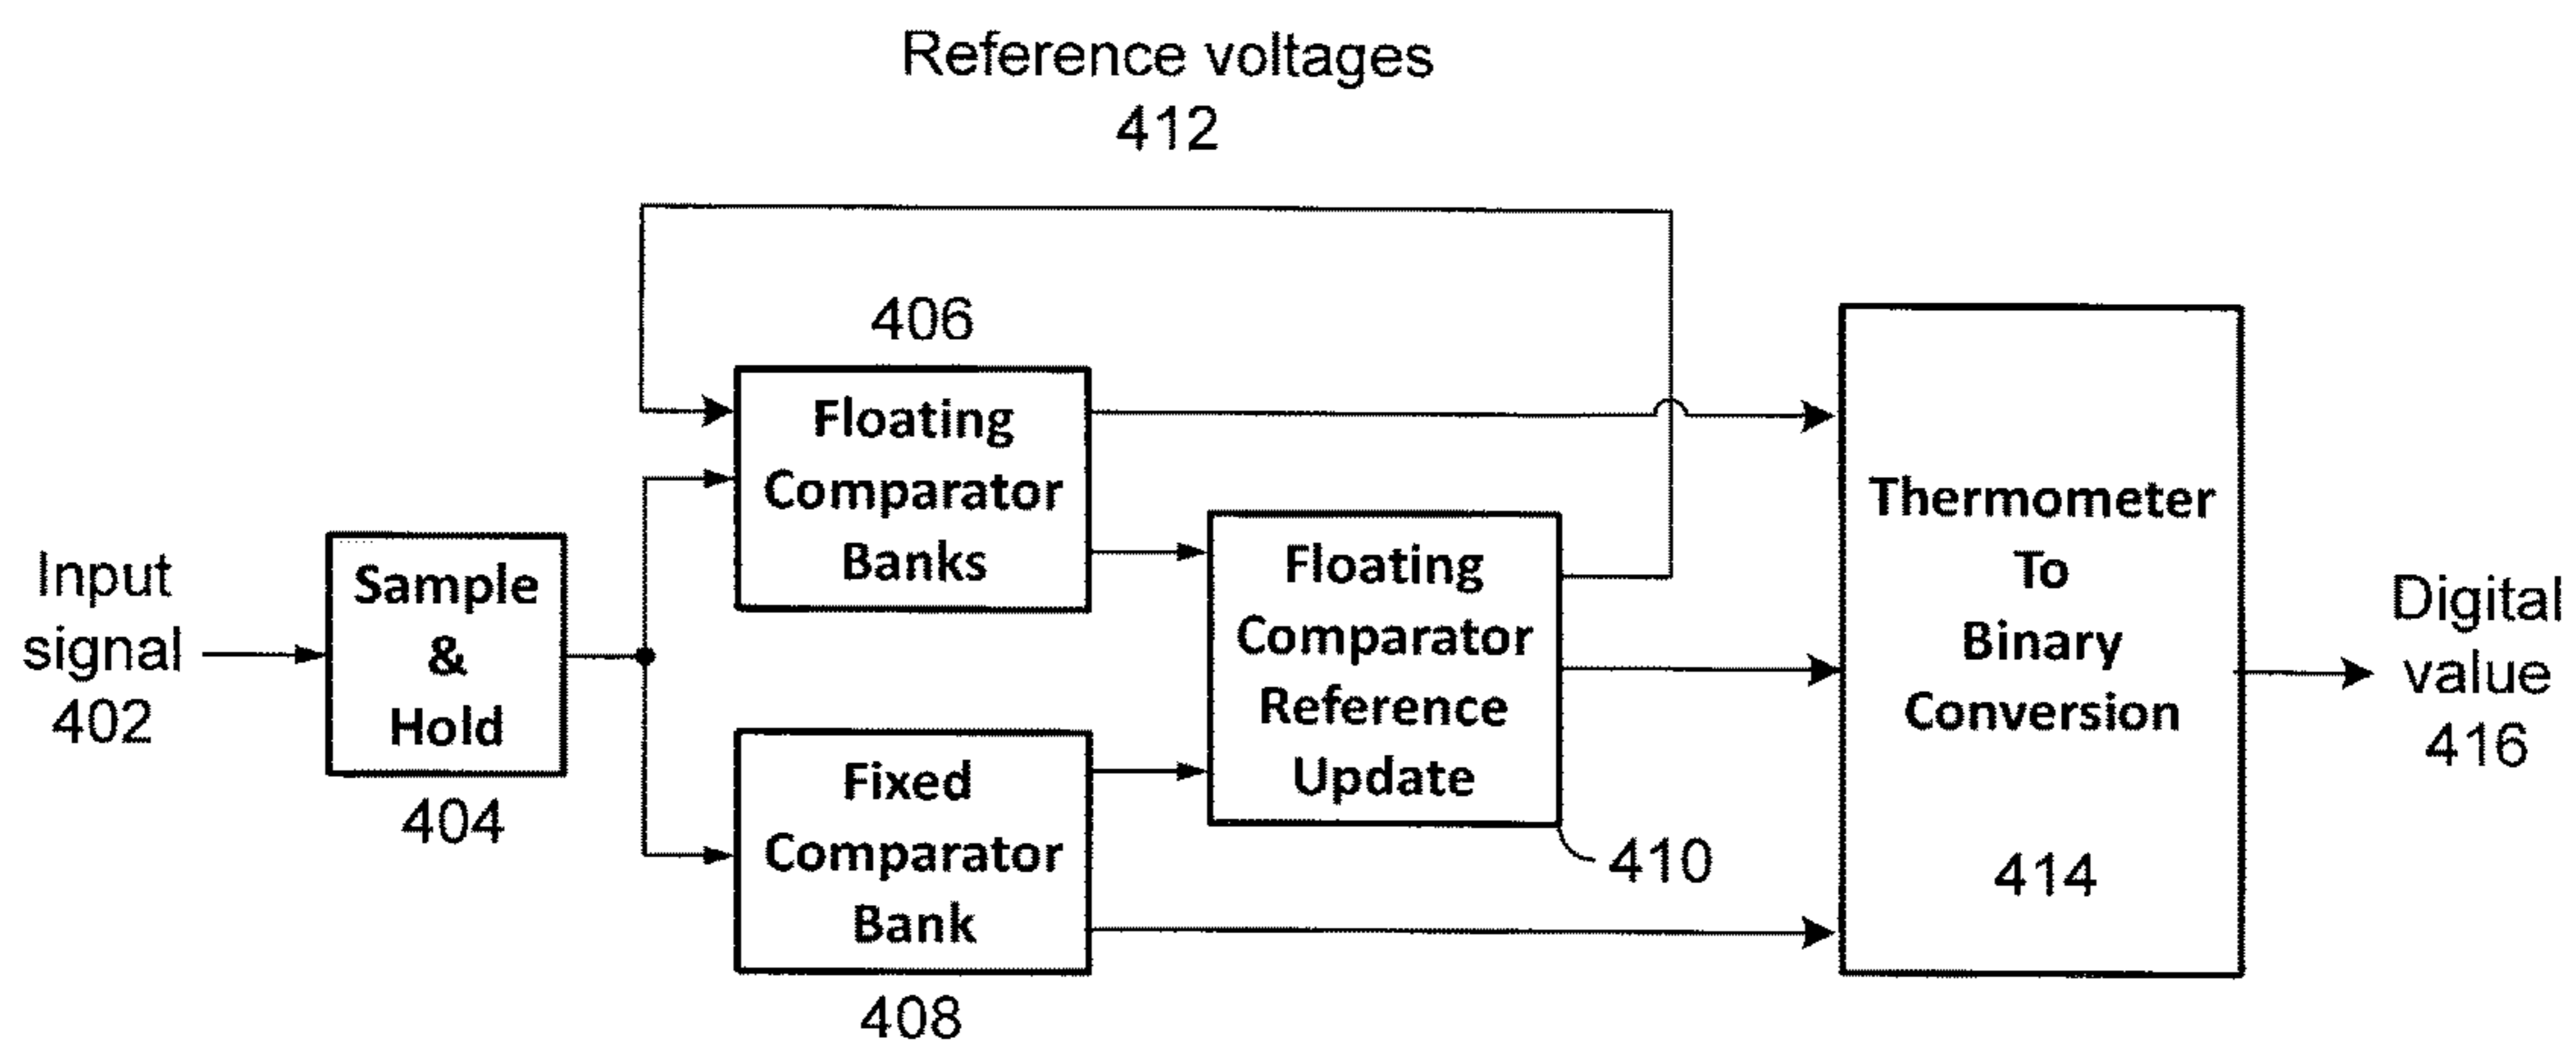 Reference voltages
412
406
Floating
Comparator
Banks
Input
signal
402
Sample
&
Hold
404
Fixed
Comparator
Bank
408
Floating
Comparator
Reference
Update
410
Thermometer
To
Binary
Conversion
414
Digital
value
416